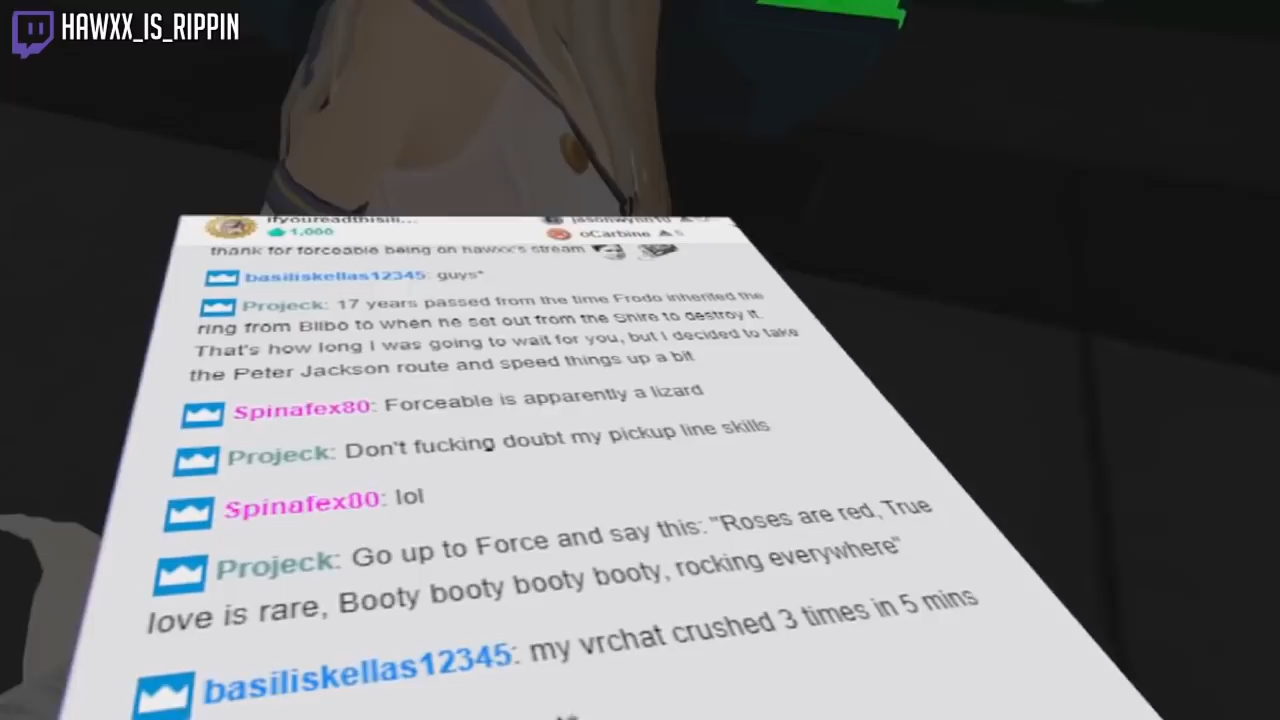 HAWXX_IS_RIPPIN
ifyoureadthisili...
1,000
jasonwynn10
oCarbine 5
thank for forceable being on hawxx's stream
basiliskellas12345: guys*
Projeck: 17 years passed from the time Frodo inherited the
ring from Bilbo to when he set out from the Shire to destroy it.
That's how long I was going to wait for you, but I decided to take
the Peter Jackson route and speed things up a bit
Spinafex80: Forceable is apparently a lizard
Projeck: Don't fucking doubt my pickup line skills
Spinafex80: lol
Projeck: Go up to Force and say this: "Roses are red, True
love is rare, Booty booty booty booty, rocking everywhere"
basiliskellas12345: my vrchat crushed 3 times in 5 mins